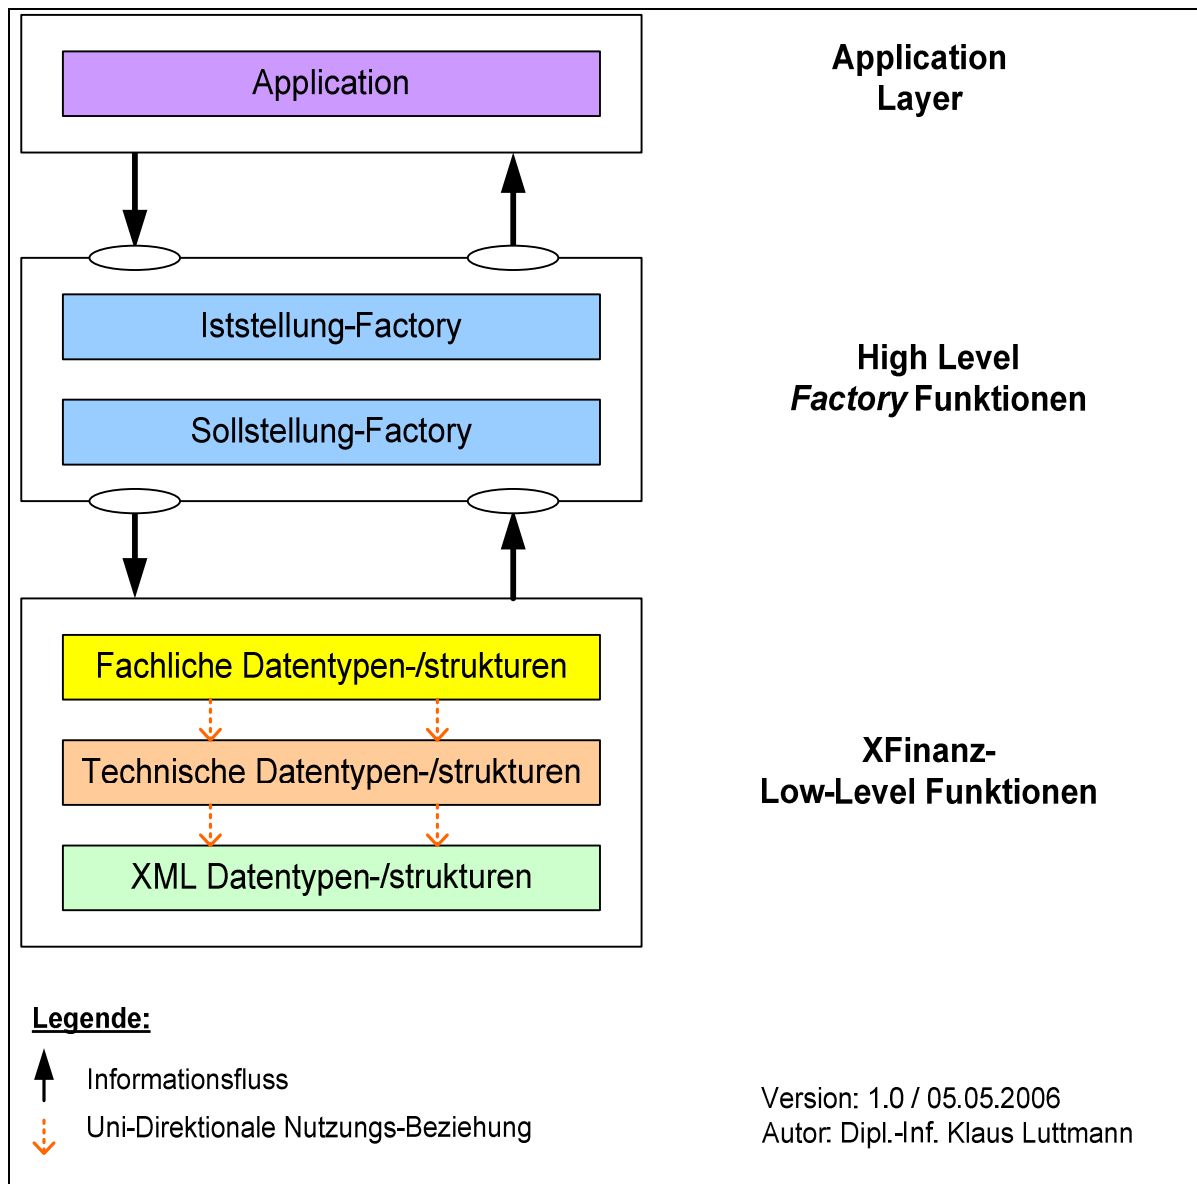 Application
Application
Layer
Iststellung-Factory
Sollstellung-Factory
High Level
Factory Funktionen
Fachliche Datentypen-/strukturen
Technische Datentypen-/strukturen
XML Datentypen-/strukturen
XFinanz-
Low-Level Funktionen
Legende:
Informationsfluss
Uni-Direktionale Nutzungs-Beziehung
Version: 1.0 / 05.05.2006
Autor: Dipl.-Inf. Klaus Luttmann